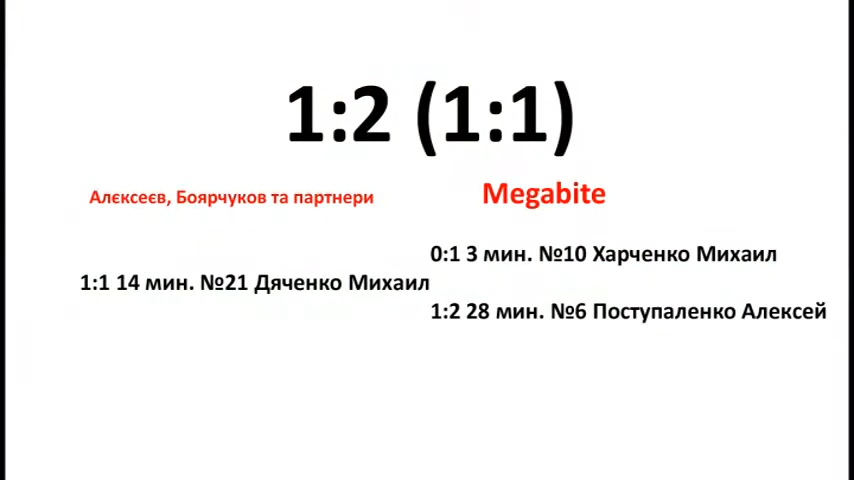 1:2 (1:1)
Алєксеєв, Боярчуков та партнери Megabite
0:1 3 мин. №10 Харченко Михаил
1:1 14 мин. №21 Дяченко Михаил
1:2 28 мин. №6 Поступаленко Алексей